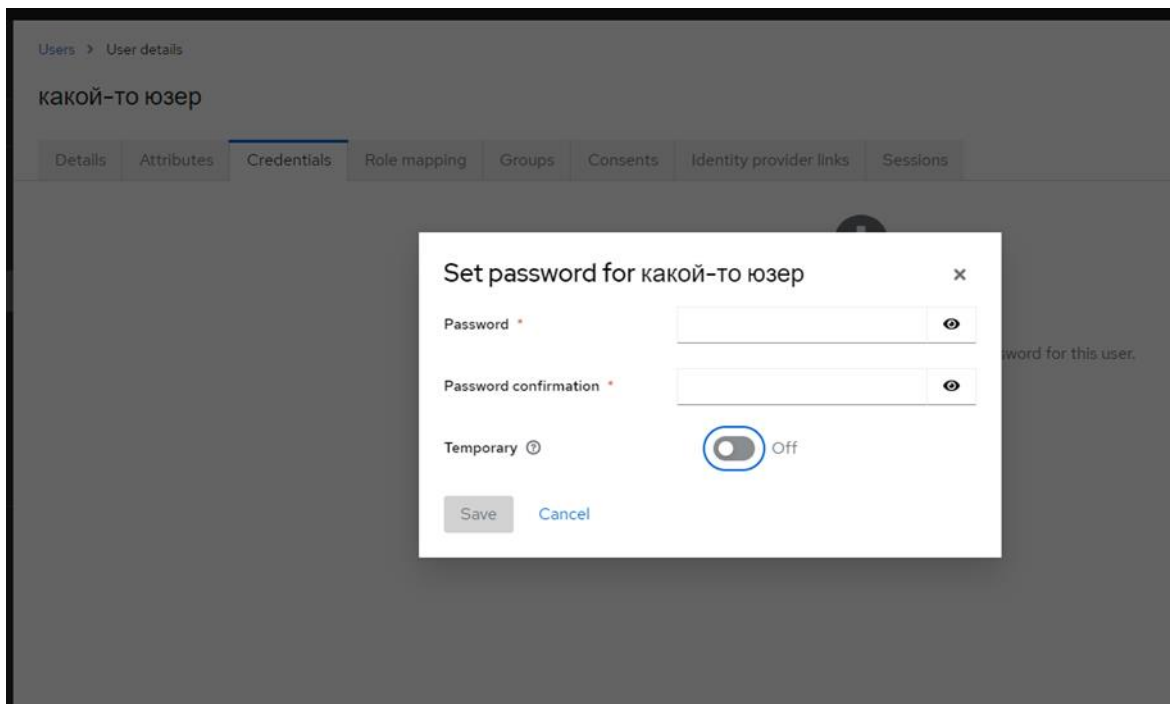 Users > User details
какой-то юзер
Details Attributes Credentials Role mapping Groups Consents Identity provider links Sessions
Set password for какой-то юзер
Password *
Password confirmation *
for this user.
Temporary Off
Save Cancel